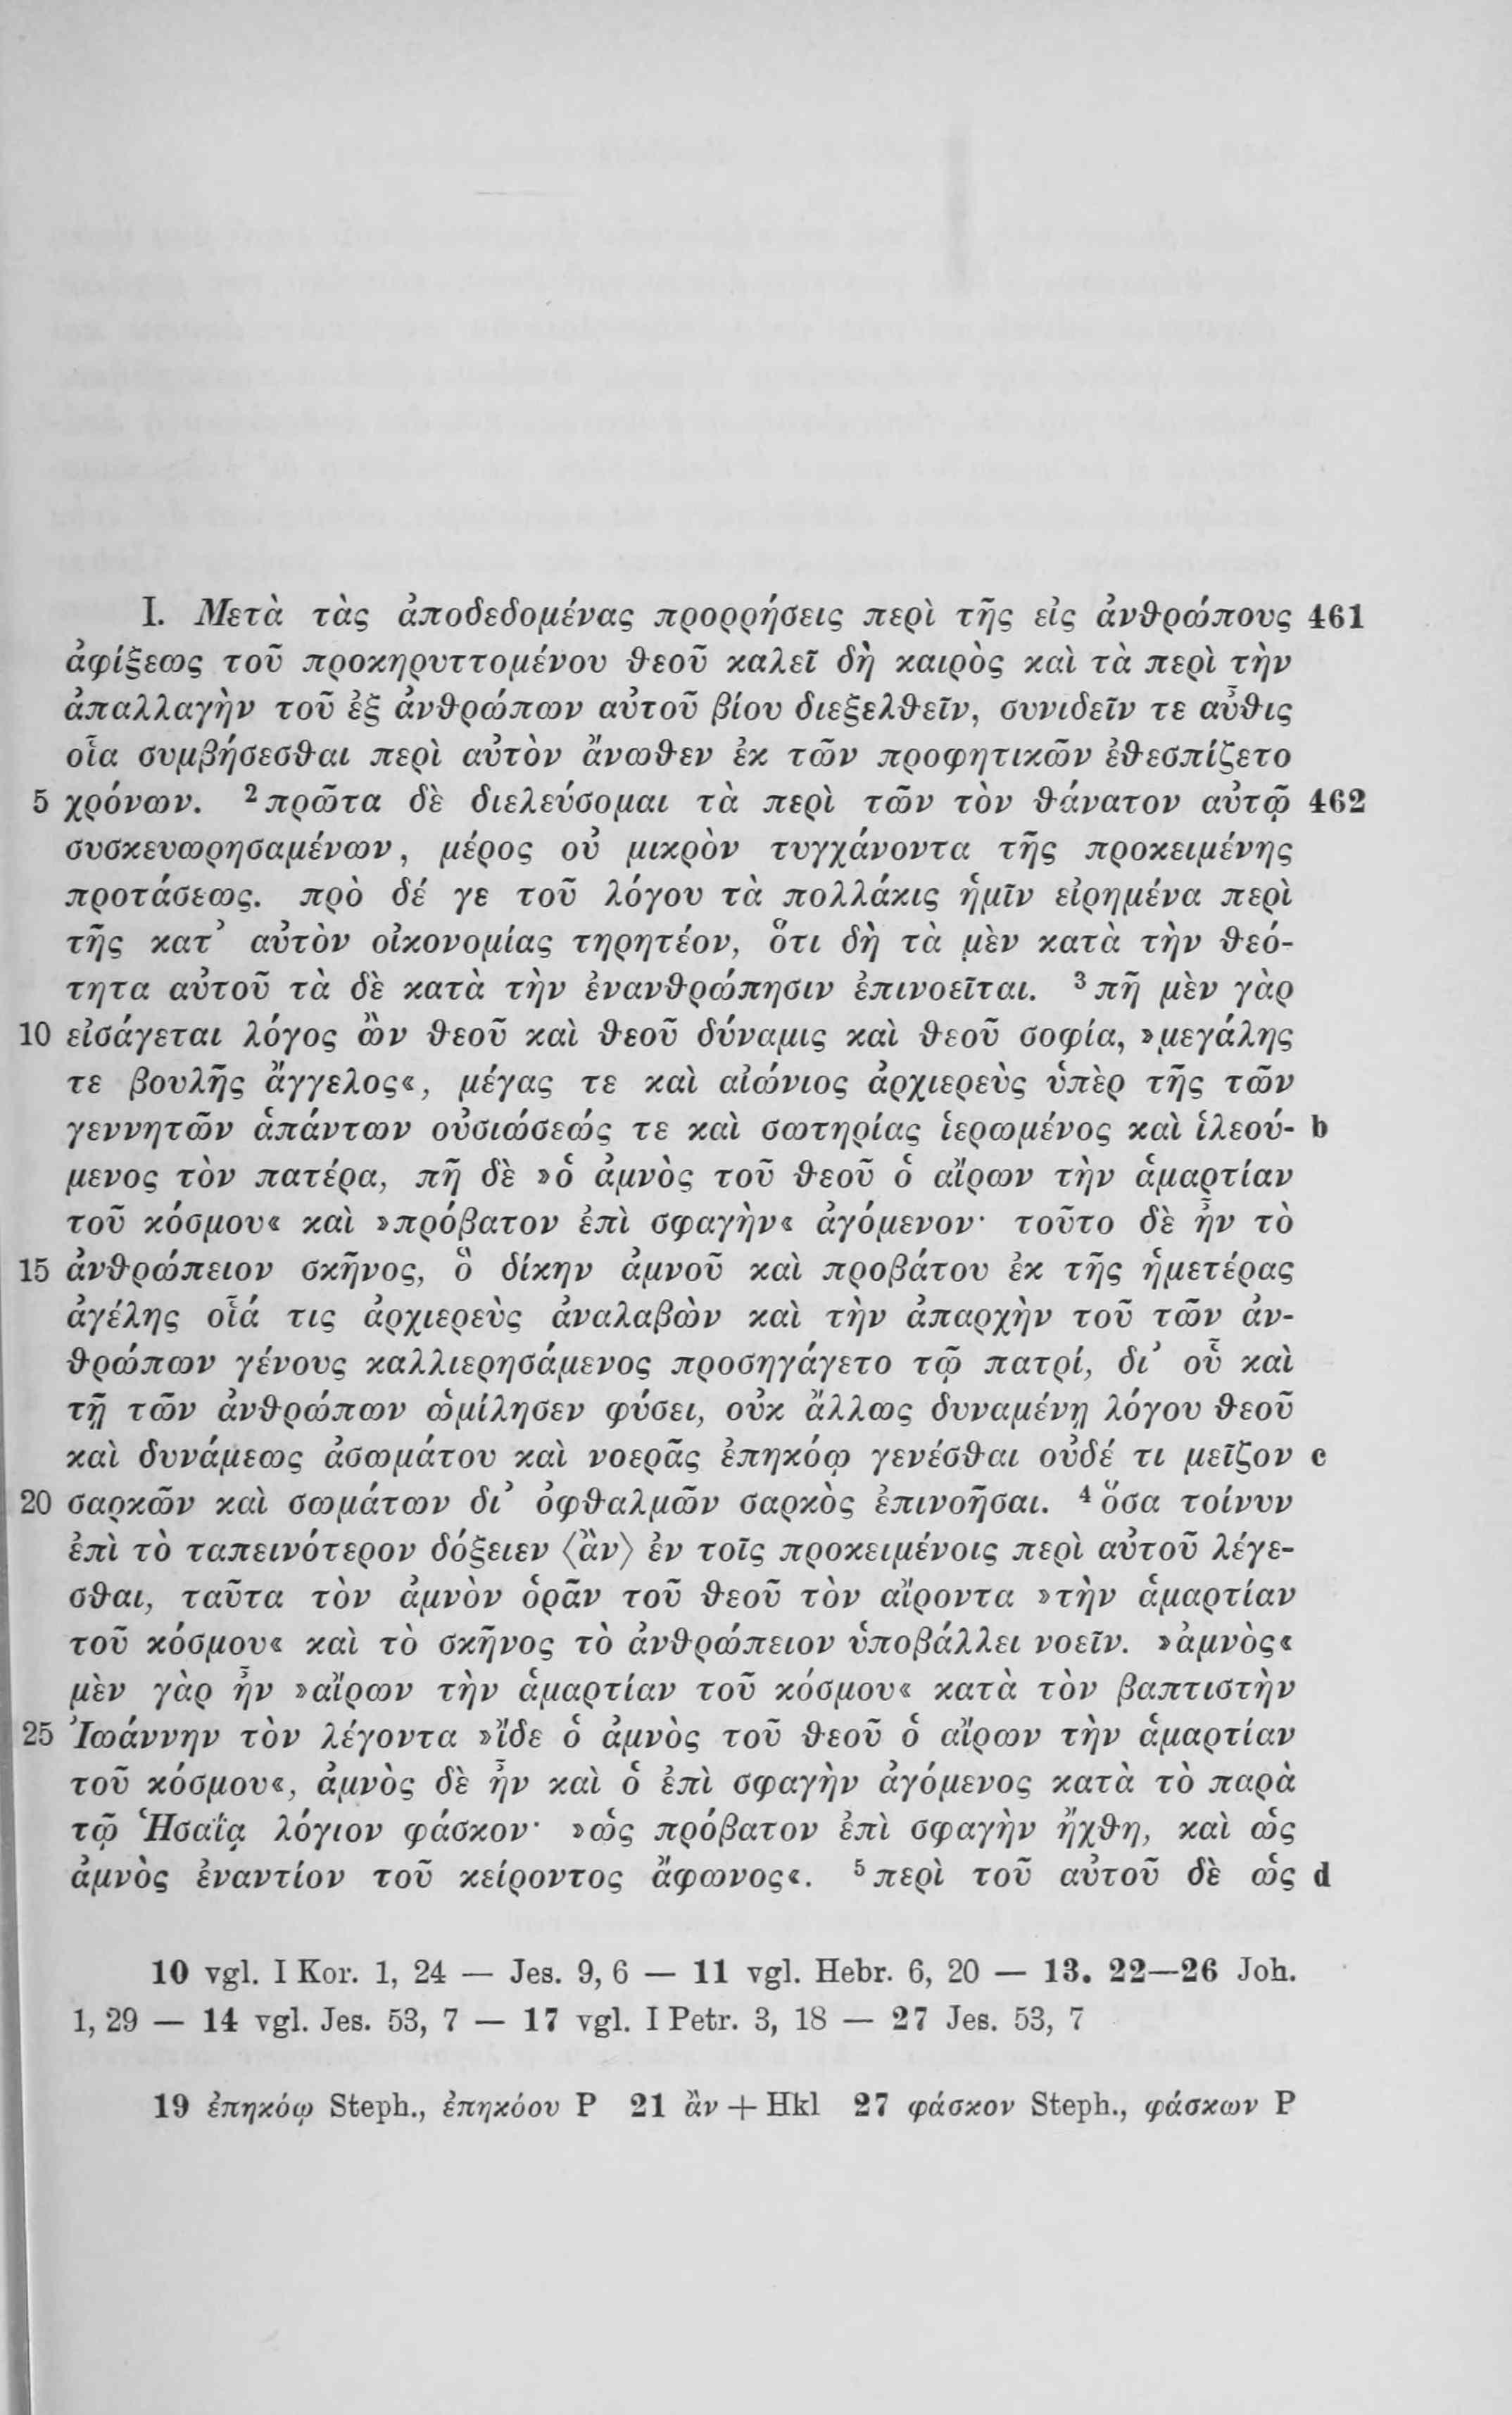 I. Μετὰ τὰς ἀποδεδομένας προρρήσεις περὶ τῆς εἰς ἀνθρώπους 461
ἀφίξεως τοῦ προκηρυττομένου θεοῦ καλεῖ δὴ καιρὸς καὶ τὰ περὶ τὴν
ἀπαλλαγὴν τοῦ ἐξ ἀνθρώπων αὐτοῦ βίου διεξελθεῖν, συνιδεῖν τε αὖθις
οἷα συμβήσεσθαι περὶ αὐτὸν ἄνωθεν ἐκ τῶν προφητικῶν ἐθεσπίζετο
5 χρόνων. ²πρῶτα δὲ διελεύσομαι τὰ περὶ τῶν τὸν θάνατον αὐτῷ 462
συσκευωρησαμένων, μέρος οὐ μικρὸν τυγχάνοντα τῆς προκειμένης
προτάσεως. πρὸ δέ γε τοῦ λόγου τὰ πολλάκις ἡμῖν εἰρημένα περὶ
τῆς κατ’ αὐτὸν οἰκονομίας τηρητέον, ὅτι δὴ τὰ μὲν κατὰ τὴν θεό-
τητα αὐτοῦ τὰ δὲ κατὰ τὴν ἐνανθρώπησιν ἐπινοεῖται. ³πῆ μὲν γὰρ
10 εἰσάγεται λόγος ὢν θεοῦ καὶ θεοῦ δύναμις καὶ θεοῦ σοφία, »μεγάλης
τε βουλῆς ἄγγελος«, μέγας τε καὶ αἰώνιος ἀρχιερεὺς ὑπὲρ τῆς τῶν
γεννητῶν ἁπάντων οὐσιώσεώς τε καὶ σωτηρίας ἱερωμένος καὶ ἱλεού- b
μενος τὸν πατέρα, πῆ δὲ »ὁ ἀμνὸς τοῦ θεοῦ ὁ αἴρων τὴν ἁμαρτίαν
τοῦ κόσμου« καὶ »πρόβατον ἐπὶ σφαγὴν« ἀγόμενον· τοῦτο δὲ ἦν τὸ
15 ἀνθρώπειον σκῆνος, ὃ δίκην ἀμνοῦ καὶ προβάτου ἐκ τῆς ἡμετέρας
ἀγέλης οἷά τις ἀρχιερεὺς ἀναλαβὼν καὶ τὴν ἀπαρχὴν τοῦ τῶν ἀν-
θρώπων γένους καλλιερησάμενος προσηγάγετο τῷ πατρί, δι’ οὗ καὶ
τῇ τῶν ἀνθρώπων ὡμίλησεν φύσει, οὐκ ἄλλως δυναμένῃ λόγου θεοῦ
καὶ δυνάμεως ἀσωμάτου καὶ νοερᾶς ἐπηκόῳ γενέσθαι οὐδέ τι μεῖζον c
20 σαρκῶν καὶ σωμάτων δι’ ὀφθαλμῶν σαρκὸς ἐπινοῆσαι. ⁴ὅσα τοίνυν
ἐπὶ τὸ ταπεινότερον δόξειεν ⟨ἂν⟩ ἐν τοῖς προκειμένοις περὶ αὐτοῦ λέγε-
σθαι, ταῦτα τὸν ἀμνὸν ὁρᾶν τοῦ θεοῦ τὸν αἴροντα »τὴν ἁμαρτίαν
τοῦ κόσμου« καὶ τὸ σκῆνος τὸ ἀνθρώπειον ὑποβάλλει νοεῖν. »ἀμνὸς«
μὲν γὰρ ἦν »αἴρων τὴν ἁμαρτίαν τοῦ κόσμου« κατὰ τὸν βαπτιστὴν
25 Ἰωάννην τὸν λέγοντα »ἴδε ὁ ἀμνὸς τοῦ θεοῦ ὁ αἴρων τὴν ἁμαρτίαν
τοῦ κόσμου«, ἀμνὸς δὲ ἦν καὶ ὁ ἐπὶ σφαγὴν ἀγόμενος κατὰ τὸ παρὰ
τῷ Ἡσαΐᾳ λόγιον φάσκον· »ὡς πρόβατον ἐπὶ σφαγὴν ἤχθη, καὶ ὡς
ἀμνὸς ἐναντίον τοῦ κείροντος ἄφωνος«. ⁵περὶ τοῦ αὐτοῦ δὲ ὡς d
10 vgl. I Kor. 1, 24 — Jes. 9, 6 — 11 vgl. Hebr. 6, 20 — 13. 22—26 Joh.
1, 29 — 14 vgl. Jes. 53, 7 — 17 vgl. I Petr. 3, 18 — 27 Jes. 53, 7
19 ἐπηκόῳ Steph., ἐπηκόου P 21 ἂν + Hkl 27 φάσκον Steph., φάσκων P